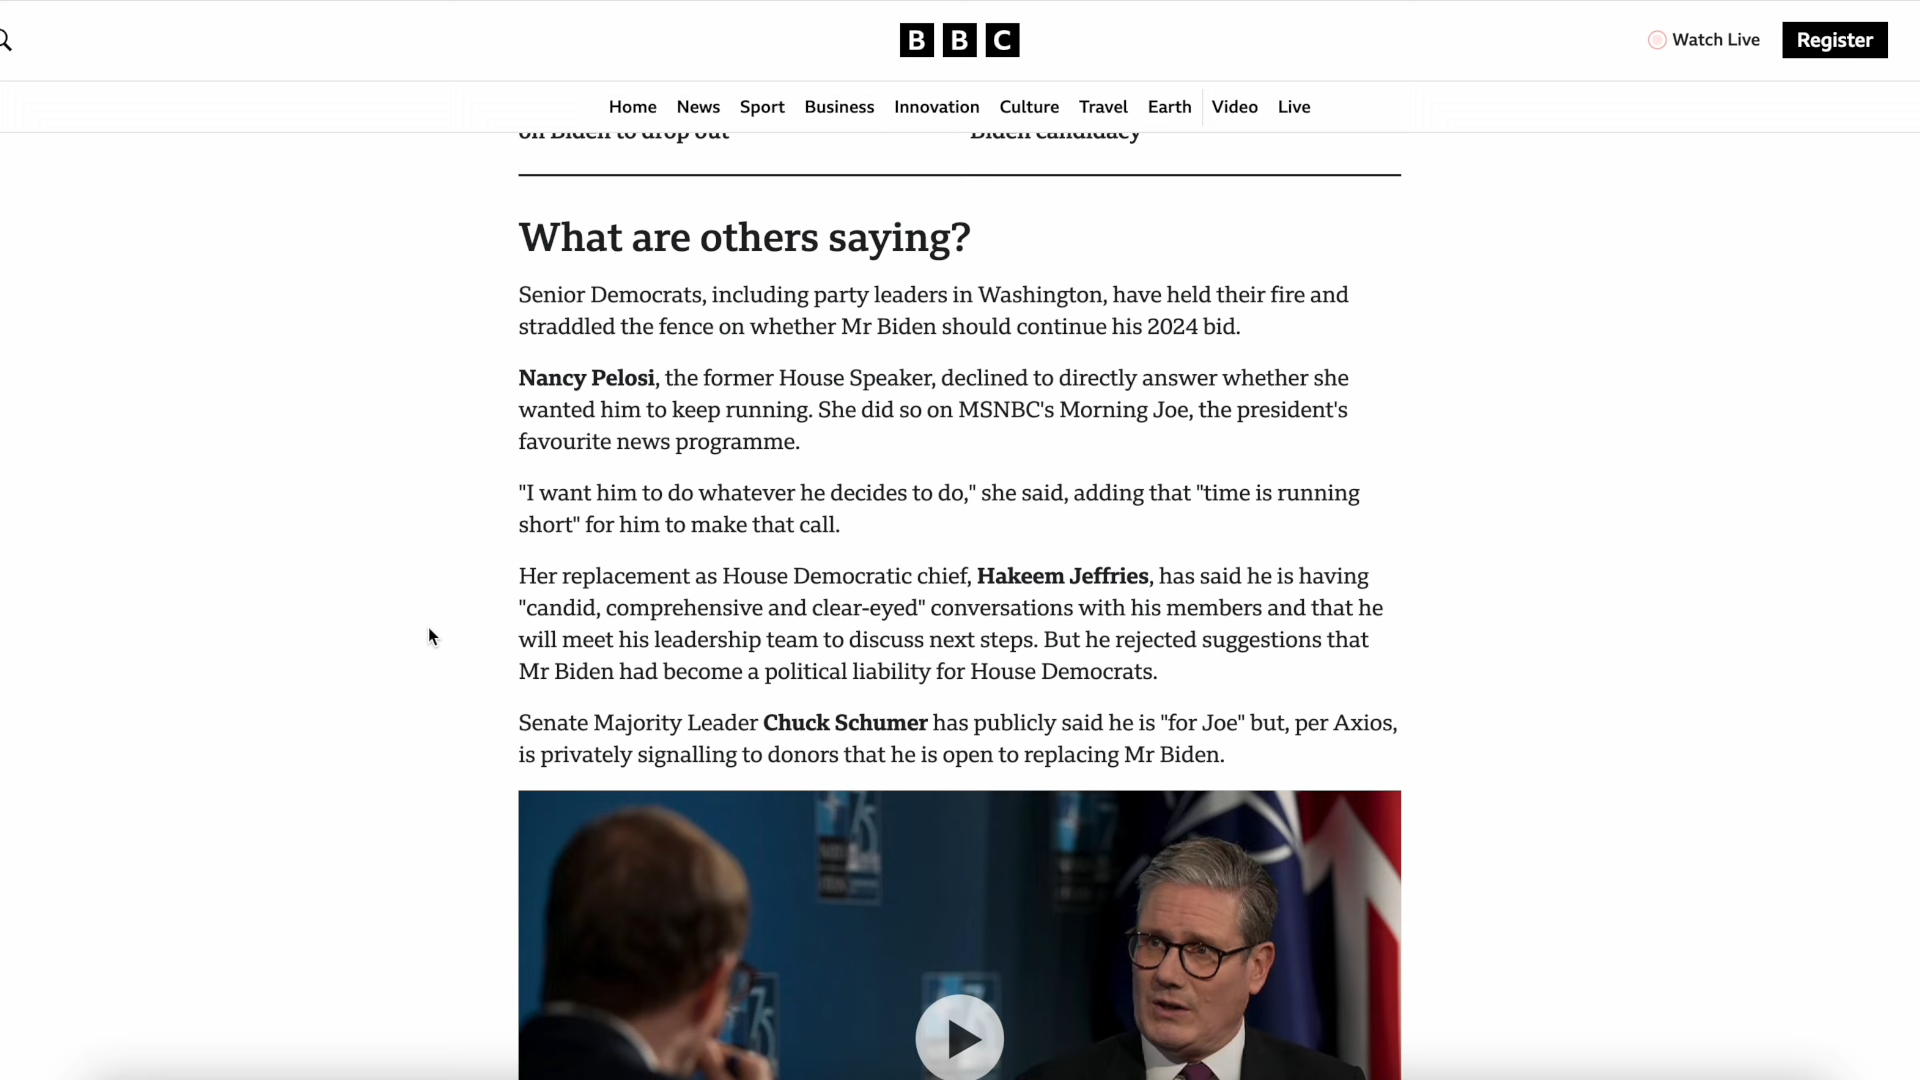 BBC
Watch Live
Register
Home News Sport Business Innovation Culture Travel Earth Video Live
on Biden to drop out
Biden candidacy
What are others saying?
Senior Democrats, including party leaders in Washington, have held their fire and
straddled the fence on whether Mr Biden should continue his 2024 bid.
Nancy Pelosi, the former House Speaker, declined to directly answer whether she
wanted him to keep running. She did so on MSNBC's Morning Joe, the president's
favourite news programme.
"I want him to do whatever he decides to do," she said, adding that "time is running
short" for him to make that call.
Her replacement as House Democratic chief, Hakeem Jeffries, has said he is having
"candid, comprehensive and clear-eyed" conversations with his members and that he
will meet his leadership team to discuss next steps. But he rejected suggestions that
Mr Biden had become a political liability for House Democrats.
Senate Majority Leader Chuck Schumer has publicly said he is "for Joe" but, per Axios,
is privately signalling to donors that he is open to replacing Mr Biden.
75